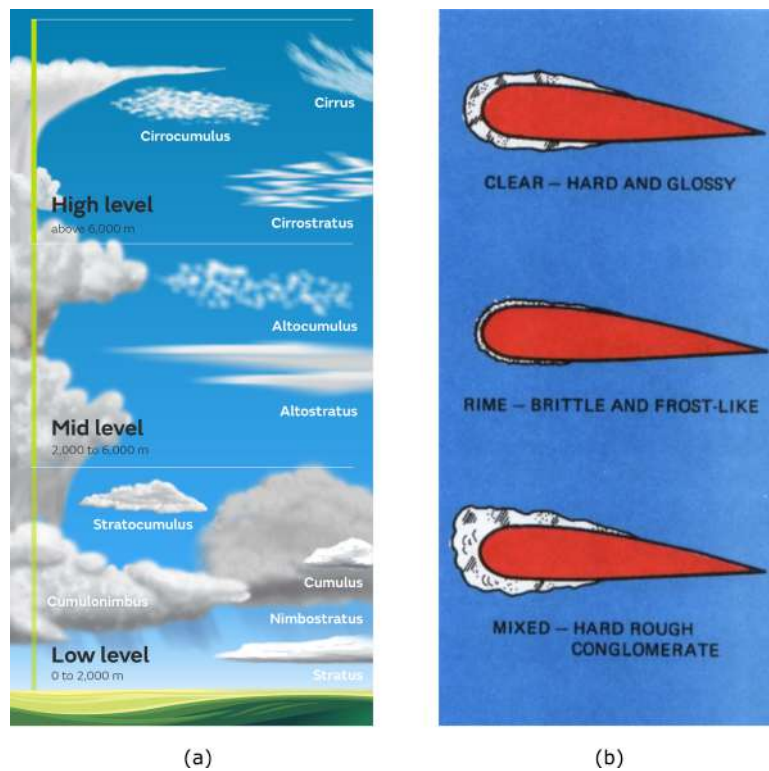 Cirrus
Cirrocumulus
High level
above 6,000 m
Cirrostratus
Altocumulus
Altostratus
Mid level
2,000 to 6,000 m
Stratocumulus
Cumulus
Cumulonimbus
Nimbostratus
Low level
0 to 2,000 m
Stratus
(a)
CLEAR – HARD AND GLOSSY
RIME – BRITTLE AND FROST-LIKE
MIXED – HARD ROUGH
CONGLOMERATE
(b)